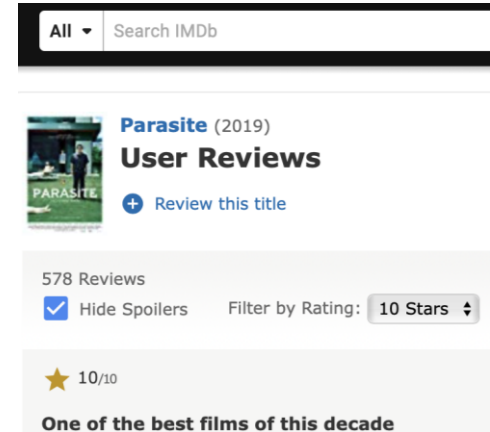 All Search IMDb
Parasite (2019)
User Reviews
PARASITE
Review this title
578 Reviews
Hide Spoilers Filter by Rating: 10 Stars
10/10
One of the best films of this decade